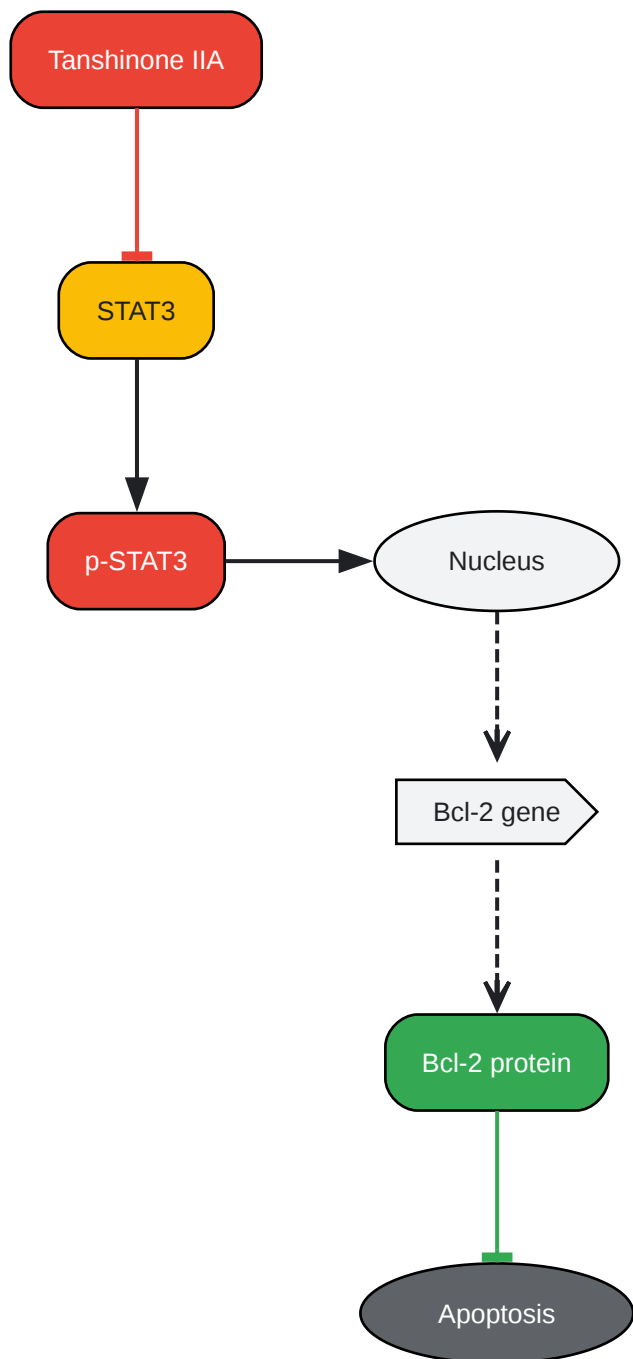 Tanshinone IIA
STAT3
p-STAT3
Nucleus
Bcl-2 gene
Bcl-2 protein
Apoptosis